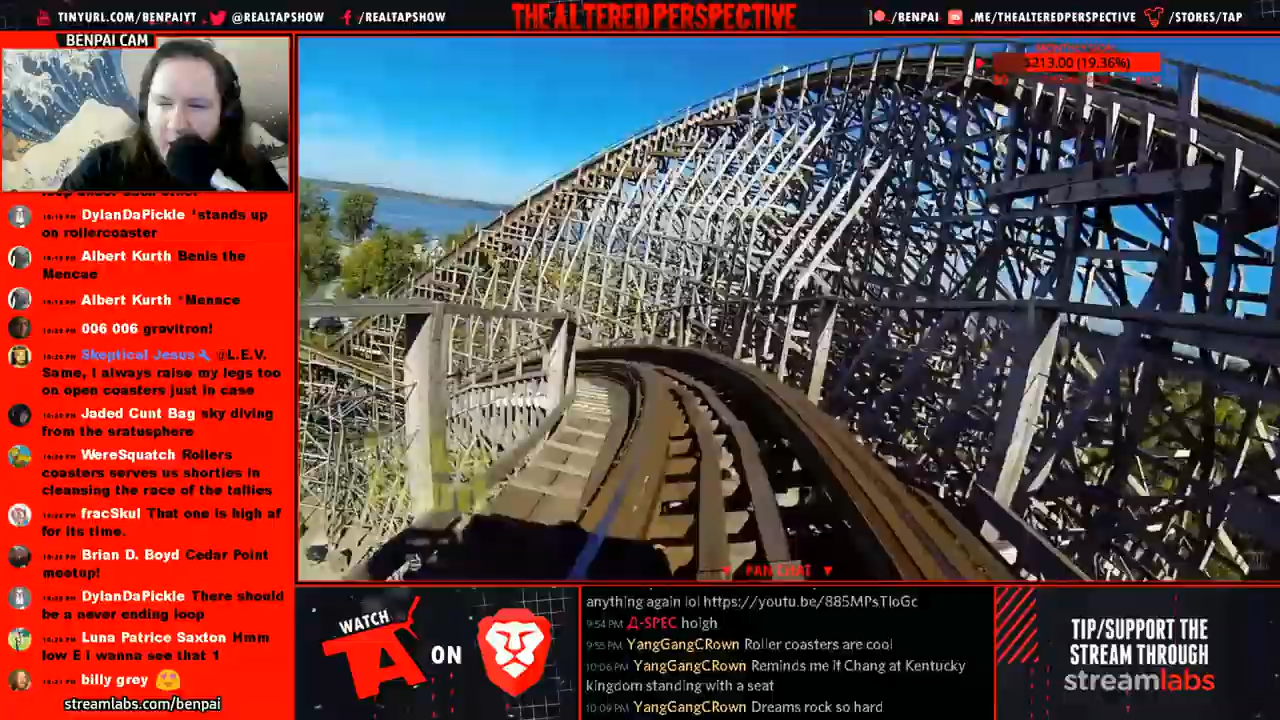 TINYURL.COM/BENPAIYT
@REALTAPSHOW
/REALTAPSHOW
THE ALTERED PERSPECTIVE
/BENPAI
.ME/THEALTEREDPERSPECTIVE
/STORES/TAP
BENPAI CAM
$213.00 (19.36%)
DylanDaPickle *stands up
on rollercoaster
Albert Kurth Benis the
Mencae
Albert Kurth *Menace
006 006 gravitron!
Skeptical Jesus @L.E.V.
Same, I always raise my legs too
on open coasters just in case
Jaded Cunt Bag sky diving
from the sratusphere
WereSquatch Rollers
coasters serves us shorties in
cleansing the race of the tallies
fracSkul That one is high af
for its time.
Brian D. Boyd Cedar Point
meetup!
DylanDaPickle There should
be a never ending loop
Luna Patrice Saxton Hmm
low E I wanna see that 1
billy grey
streamlabs.com/benpai
▼ FAN CHAT ▼
WATCH
TA
ON
anything again lol https://youtu.be/885MPsTIoGc
9:54 PM Д-SPEC holgh
9:55 PM YangGangCRown Roller coasters are cool
10:06 PM YangGangCRown Reminds me if Chang at Kentucky
kingdom standing with a seat
10:09 PM YangGangCRown Dreams rock so hard
TIP/SUPPORT THE
STREAM THROUGH
streamlabs